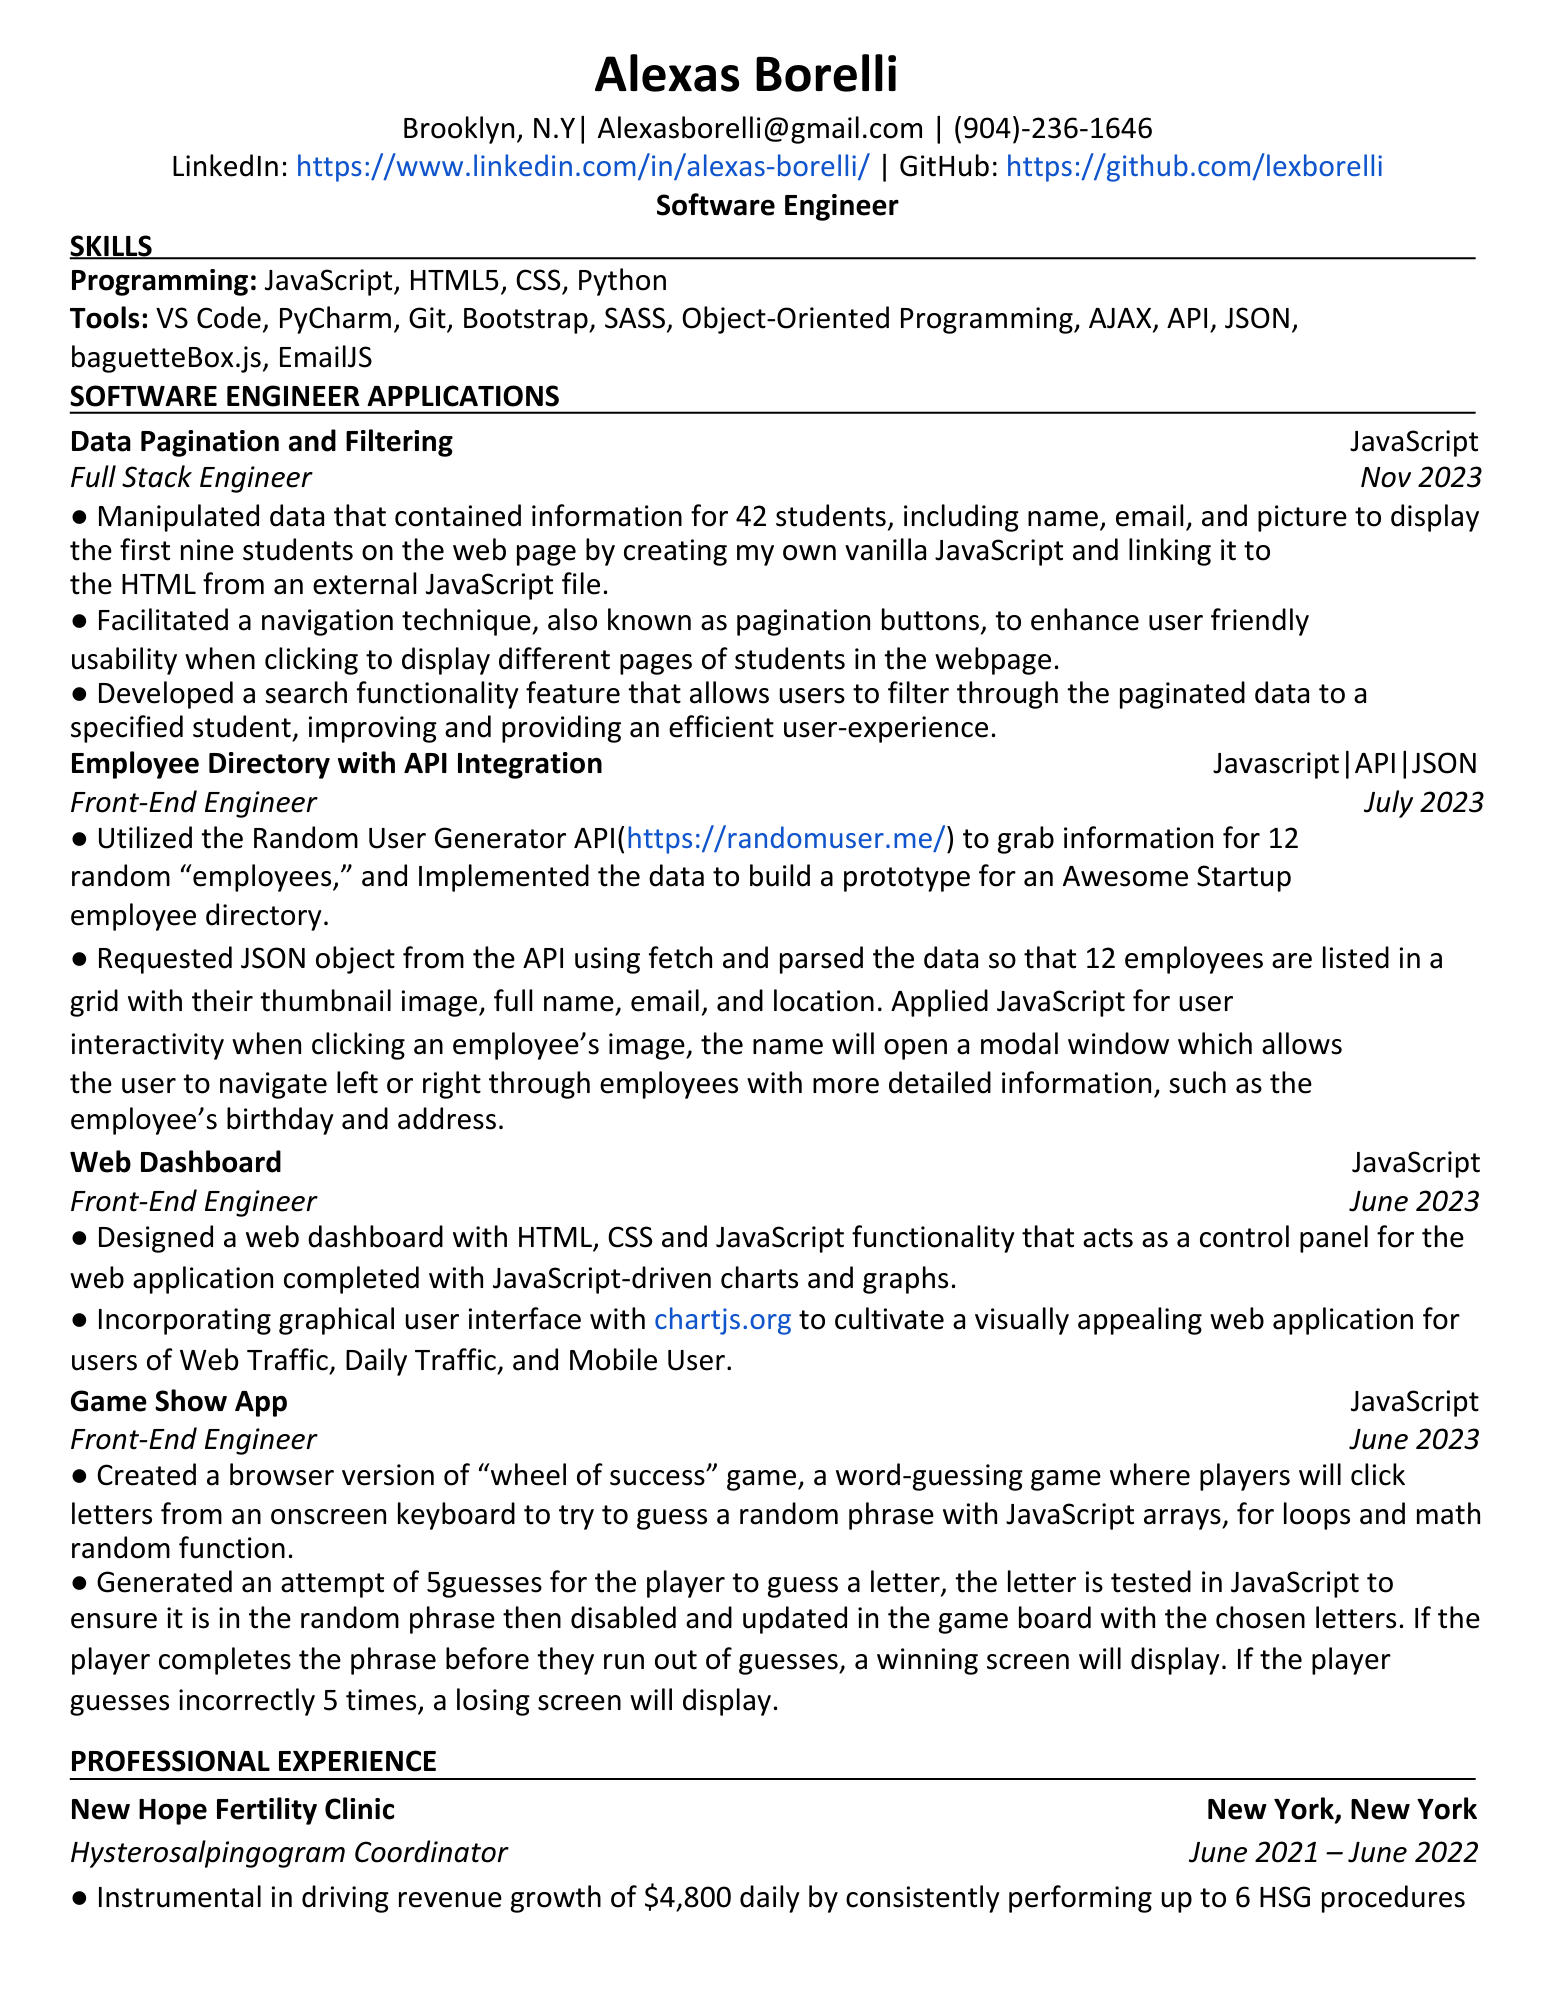 Alexas Borelli
Brooklyn, N.Y| Alexasborelli@gmail.com | (904)-236-1646
LinkedIn: https://www.linkedin.com/in/alexas-borelli/ | GitHub: https://github.com/lexborelli
Software Engineer
SKILLS
Programming: JavaScript, HTML5, CSS, Python
Tools: VS Code, PyCharm, Git, Bootstrap, SASS, Object-Oriented Programming, AJAX, API, JSON,
baguetteBox.js, EmailJS
SOFTWARE ENGINEER APPLICATIONS
Data Pagination and Filtering JavaScript
Full Stack Engineer Nov 2023
● Manipulated data that contained information for 42 students, including name, email, and picture to display
the first nine students on the web page by creating my own vanilla JavaScript and linking it to
the HTML from an external JavaScript file.
● Facilitated a navigation technique, also known as pagination buttons, to enhance user friendly
usability when clicking to display different pages of students in the webpage.
● Developed a search functionality feature that allows users to filter through the paginated data to a
specified student, improving and providing an efficient user-experience.
Employee Directory with API Integration Javascript|API|JSON
Front-End Engineer July 2023
● Utilized the Random User Generator API(https://randomuser.me/) to grab information for 12
random “employees,” and Implemented the data to build a prototype for an Awesome Startup
employee directory.
● Requested JSON object from the API using fetch and parsed the data so that 12 employees are listed in a
grid with their thumbnail image, full name, email, and location. Applied JavaScript for user
interactivity when clicking an employee’s image, the name will open a modal window which allows
the user to navigate left or right through employees with more detailed information, such as the
employee’s birthday and address.
Web Dashboard JavaScript
Front-End Engineer June 2023
● Designed a web dashboard with HTML, CSS and JavaScript functionality that acts as a control panel for the
web application completed with JavaScript-driven charts and graphs.
● Incorporating graphical user interface with chartjs.org to cultivate a visually appealing web application for
users of Web Traffic, Daily Traffic, and Mobile User.
Game Show App JavaScript
Front-End Engineer June 2023
● Created a browser version of “wheel of success” game, a word-guessing game where players will click
letters from an onscreen keyboard to try to guess a random phrase with JavaScript arrays, for loops and math
random function.
● Generated an attempt of 5guesses for the player to guess a letter, the letter is tested in JavaScript to
ensure it is in the random phrase then disabled and updated in the game board with the chosen letters. If the
player completes the phrase before they run out of guesses, a winning screen will display. If the player
guesses incorrectly 5 times, a losing screen will display.
PROFESSIONAL EXPERIENCE
New Hope Fertility Clinic New York, New York
Hysterosalpingogram Coordinator June 2021 – June 2022
● Instrumental in driving revenue growth of $4,800 daily by consistently performing up to 6 HSG procedures